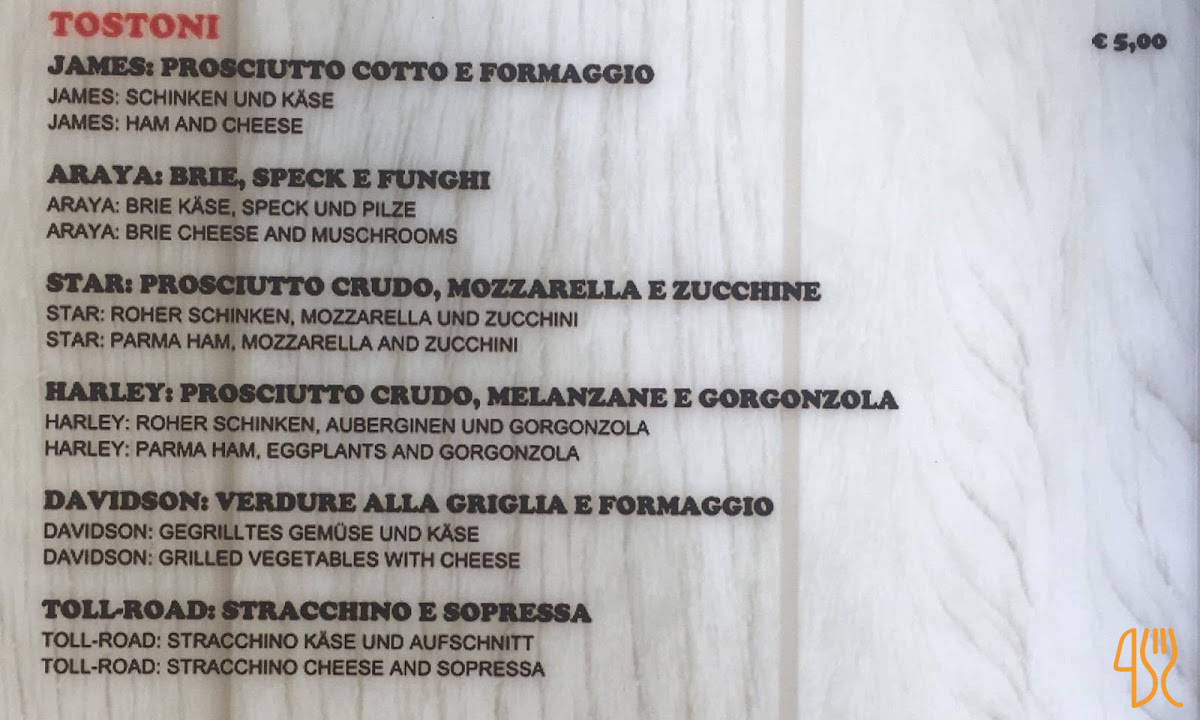 TOSTONI
€ 5,00
JAMES: PROSCIUTTO COTTO E FORMAGGIO
JAMES: SCHINKEN UND KÄSE
JAMES: HAM AND CHEESE
ARAYA: BRIE, SPECK E FUNGHI
ARAYA: BRIE KÄSE, SPECK UND PILZE
ARAYA: BRIE CHEESE AND MUSCHROOMS
STAR: PROSCIUTTO CRUDO, MOZZARELLA E ZUCCHINE
STAR: ROHER SCHINKEN, MOZZARELLA UND ZUCCHINI
STAR: PARMA HAM, MOZZARELLA AND ZUCCHINI
HARLEY: PROSCIUTTO CRUDO, MELANZANE E GORGONZOLA
HARLEY: ROHER SCHINKEN, AUBERGINEN UND GORGONZOLA
HARLEY: PARMA HAM, EGGPLANTS AND GORGONZOLA
DAVIDSON: VERDURE ALLA GRIGLIA E FORMAGGIO
DAVIDSON: GEGRILLTES GEMÜSE UND KÄSE
DAVIDSON: GRILLED VEGETABLES WITH CHEESE
TOLL-ROAD: STRACCHINO E SOPRESSA
TOLL-ROAD: STRACCHINO KÄSE UND AUFSCHNITT
TOLL-ROAD: STRACCHINO CHEESE AND SOPRESSA